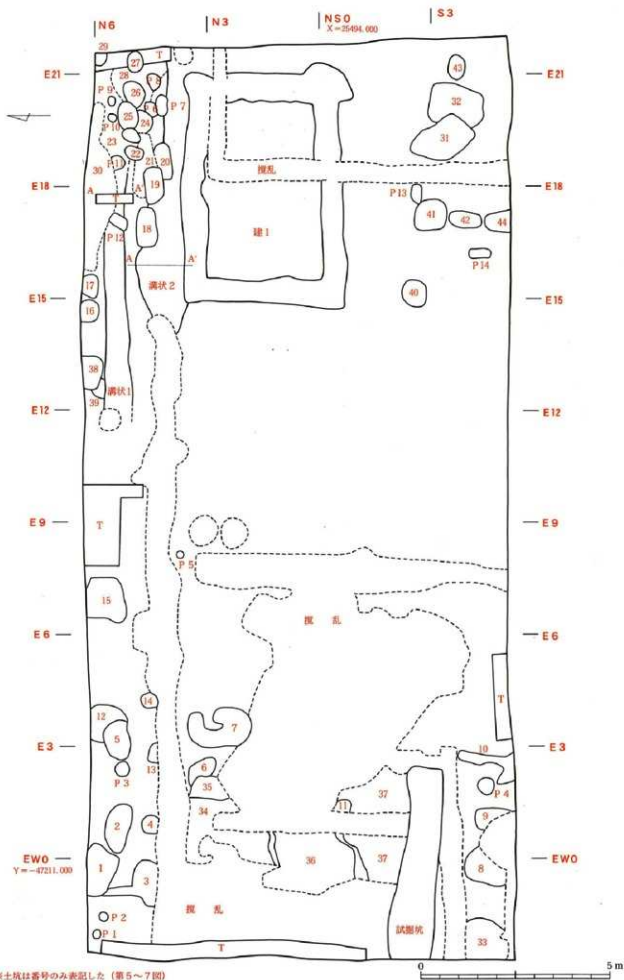 N6 N3 NS0 S3
X=25494.000
29
27 T
E21 28 P8 43 E21
P9 26 32
P6 P7
25 24
P10
23 31
22
P11 21 20
30 撹乱
E18 A T A' 19 P13 E18
41 42 44
P12 18 建1
A A' P14
17 溝状2
E15 16 40 E15
38
溝状1
39
E12 E12
E9 T E9
P5
15
撹乱
E6 E6
14 T
12 7
5
E3 13 10 E3
P3 6 P4
35 37
34 11
2 4 9
EW0 36 37 EW0
Y=-47211.000
1 8
3
P2 撹乱 試掘坑 33
P1
T
土坑は番号のみ表記した(第5~7図)
0 5m